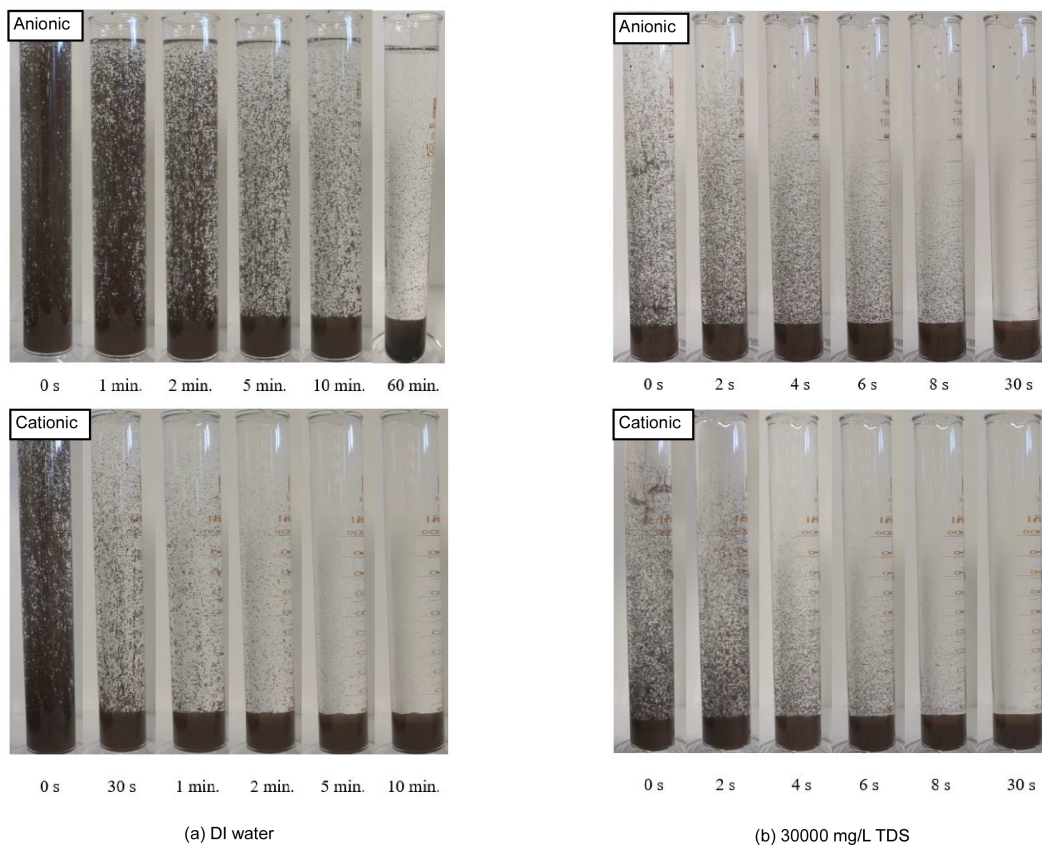 Anionic
Anionic
0 s 1 min. 2 min. 5 min. 10 min. 60 min.
0 s 2 s 4 s 6 s 8 s 30 s
Cationic
Cationic
0 s 30 s 1 min. 2 min. 5 min. 10 min.
0 s 2 s 4 s 6 s 8 s 30 s
(a) DI water
(b) 30000 mg/L TDS